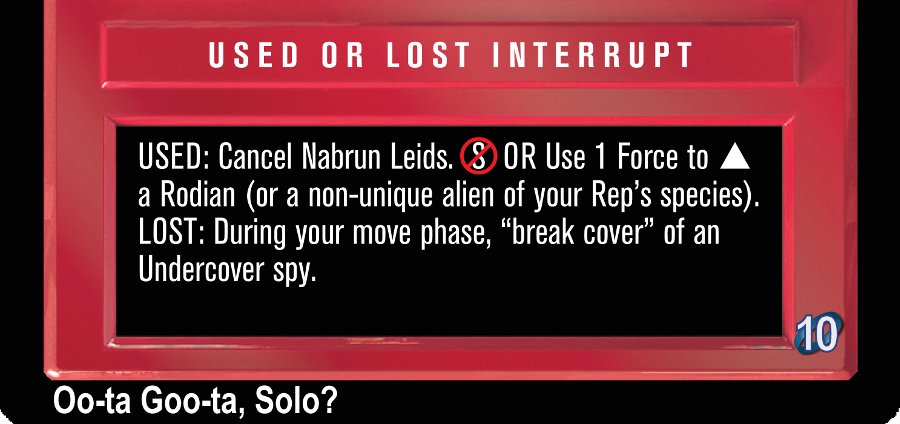 USED OR LOST INTERRUPT
USED: Cancel Nabrun Leids. S OR Use 1 Force to ▲
a Rodian (or a non-unique alien of your Rep’s species).
LOST: During your move phase, “break cover” of an
Undercover spy.
10
Oo-ta Goo-ta, Solo?